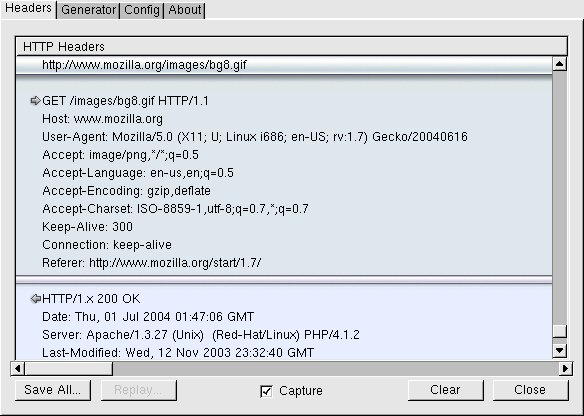 Headers Generator Config About
HTTP Headers
http://www.mozilla.org/images/bg8.gif
GET /images/bg8.gif HTTP/1.1
Host: www.mozilla.org
User-Agent: Mozilla/5.0 (X11; U; Linux i686; en-US; rv:1.7) Gecko/20040616
Accept: image/png,*/*;q=0.5
Accept-Language: en-us,en;q=0.5
Accept-Encoding: gzip,deflate
Accept-Charset: ISO-8859-1,utf-8;q=0.7,*;q=0.7
Keep-Alive: 300
Connection: keep-alive
Referer: http://www.mozilla.org/start/1.7/
HTTP/1.x 200 OK
Date: Thu, 01 Jul 2004 01:47:06 GMT
Server: Apache/1.3.27 (Unix)  (Red-Hat/Linux) PHP/4.1.2
Last-Modified: Wed, 12 Nov 2003 23:32:40 GMT
Save All... Replay... Capture Clear Close